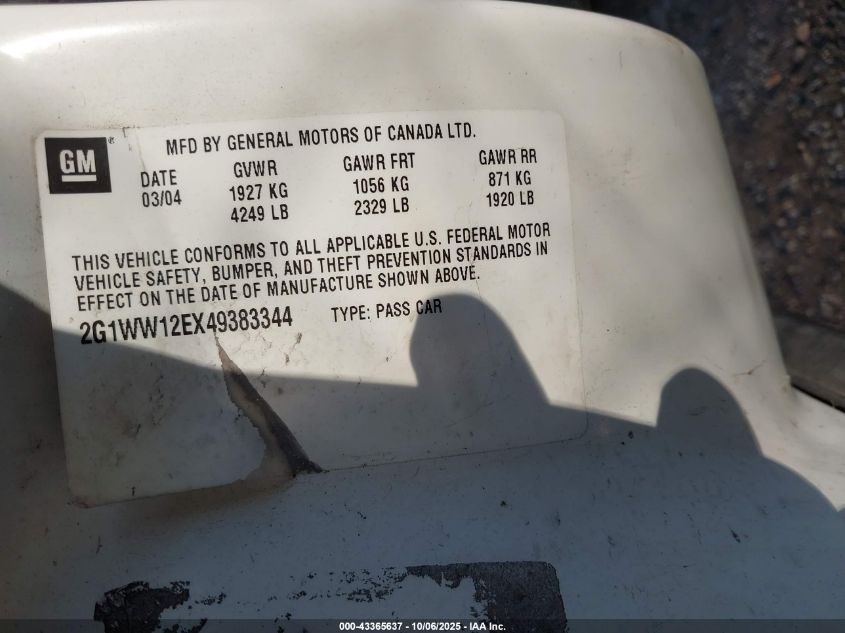 GM ®
MFD BY GENERAL MOTORS OF CANADA LTD.
DATE GVWR GAWR FRT GAWR RR
03/04 1927 KG 1056 KG 871 KG
4249 LB 2329 LB 1920 LB
THIS VEHICLE CONFORMS TO ALL APPLICABLE U.S. FEDERAL MOTOR
VEHICLE SAFETY, BUMPER, AND THEFT PREVENTION STANDARDS IN
EFFECT ON THE DATE OF MANUFACTURE SHOWN ABOVE.
2G1WW12EX49383344 TYPE: PASS CAR
000-43365637 - 10/06/2025 - IAA Inc.